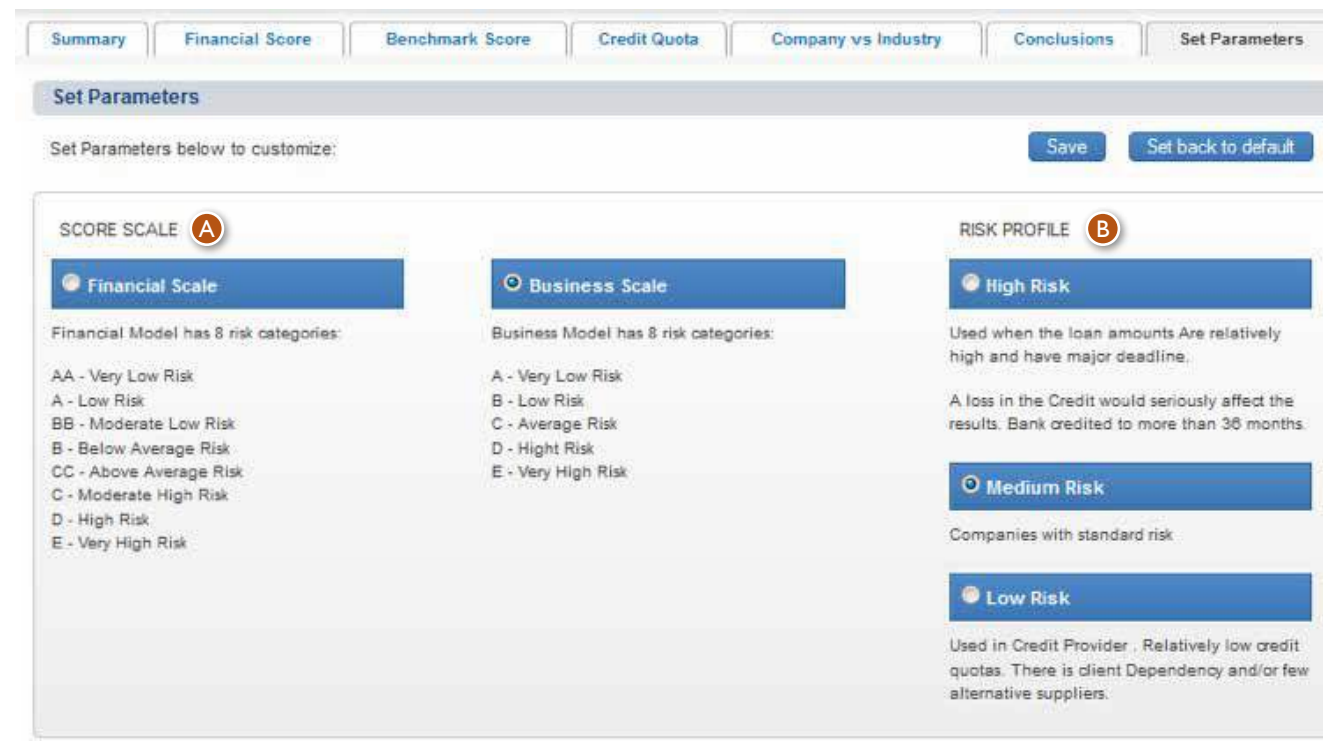 Summary
Financial Score
Benchmark Score
Credit Quota
Company vs Industry
Conclusions
Set Parameters
Set Parameters
Set Parameters below to customize:
Save
Set back to default
SCORE SCALE A
Financial Scale
Financial Model has 8 risk categories:
AA - Very Low Risk
A - Low Risk
BB - Moderate Low Risk
B - Below Average Risk
CC - Above Average Risk
C - Moderate High Risk
D - High Risk
E - Very High Risk
Business Scale
Business Model has 8 risk categories:
A - Very Low Risk
B - Low Risk
C - Average Risk
D - Hight Risk
E - Very High Risk
RISK PROFILE B
High Risk
Used when the loan amounts Are relatively
high and have major deadline.
A loss in the Credit would seriously affect the
results. Bank credited to more than 36 months.
Medium Risk
Companies with standard risk
Low Risk
Used in Credit Provider . Relatively low credit
quotas. There is client Dependency and/or few
alternative suppliers.